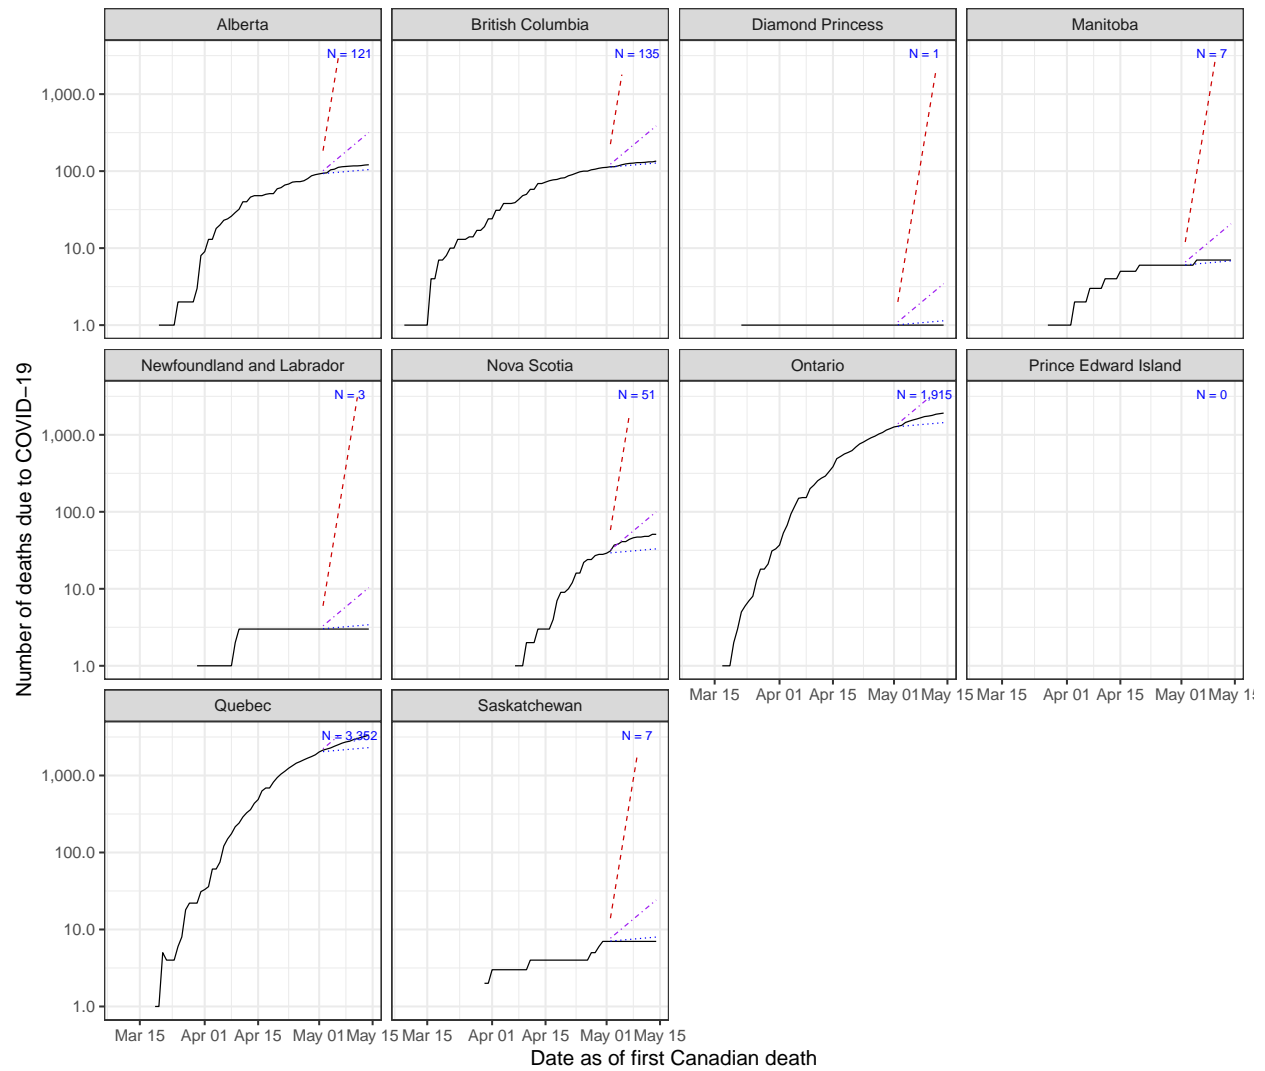 Alberta
British Columbia
Diamond Princess
Manitoba
N = 121
N = 135
N = 1
N = 7
1,000.0
100.0
10.0
1.0
Newfoundland and Labrador
Nova Scotia
Ontario
Prince Edward Island
N = 3
N = 51
N = 1,915
N = 0
1,000.0
100.0
10.0
1.0
Mar 15 Apr 01 Apr 15 May 01 May 15
Mar 15 Apr 01 Apr 15 May 01 May 15
Quebec
Saskatchewan
N = 3,352
N = 7
1,000.0
100.0
10.0
1.0
Mar 15 Apr 01 Apr 15 May 01 May 15
Mar 15 Apr 01 Apr 15 May 01 May 15
Number of deaths due to COVID−19
Date as of first Canadian death